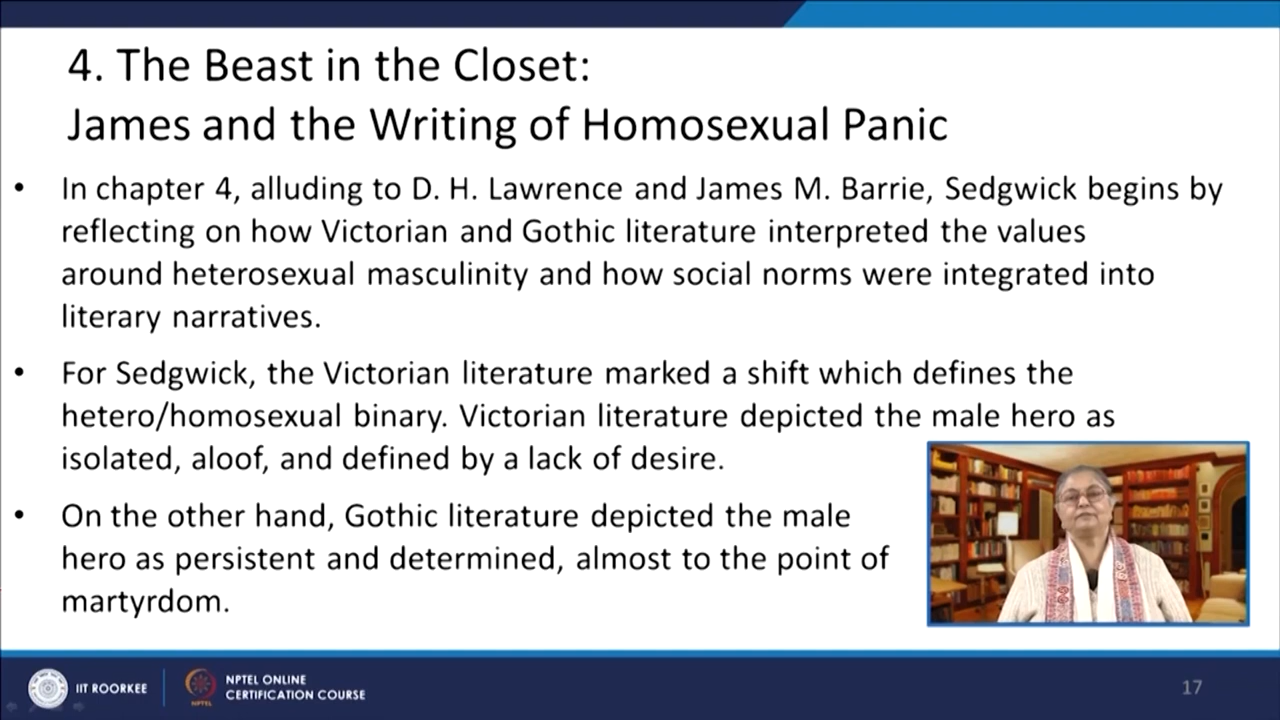 4. The Beast in the Closet:
James and the Writing of Homosexual Panic
• In chapter 4, alluding to D. H. Lawrence and James M. Barrie, Sedgwick begins by
reflecting on how Victorian and Gothic literature interpreted the values
around heterosexual masculinity and how social norms were integrated into
literary narratives.
• For Sedgwick, the Victorian literature marked a shift which defines the
hetero/homosexual binary. Victorian literature depicted the male hero as
isolated, aloof, and defined by a lack of desire.
• On the other hand, Gothic literature depicted the male
hero as persistent and determined, almost to the point of
martyrdom.
IIT ROORKEE
NPTEL
NPTEL ONLINE
CERTIFICATION COURSE
17